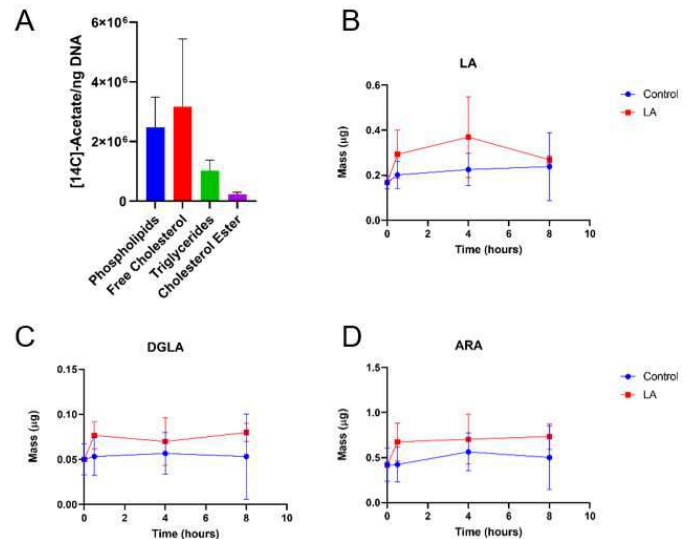 A
[14C]-Acetate/ng DNA
6×10⁶
4×10⁶
2×10⁶
0
Phospholipids
Free Cholesterol
Triglycerides
Cholesterol Ester
B
LA
Mass (µg)
0.6
0.4
0.2
0.0
0 2 4 6 8 10
Time (hours)
Control
LA
C
DGLA
Mass (µg)
0.15
0.10
0.05
0.00
0 2 4 6 8 10
Time (hours)
D
ARA
Mass (µg)
1.5
1.0
0.5
0.0
0 2 4 6 8 10
Time (hours)
Control
LA